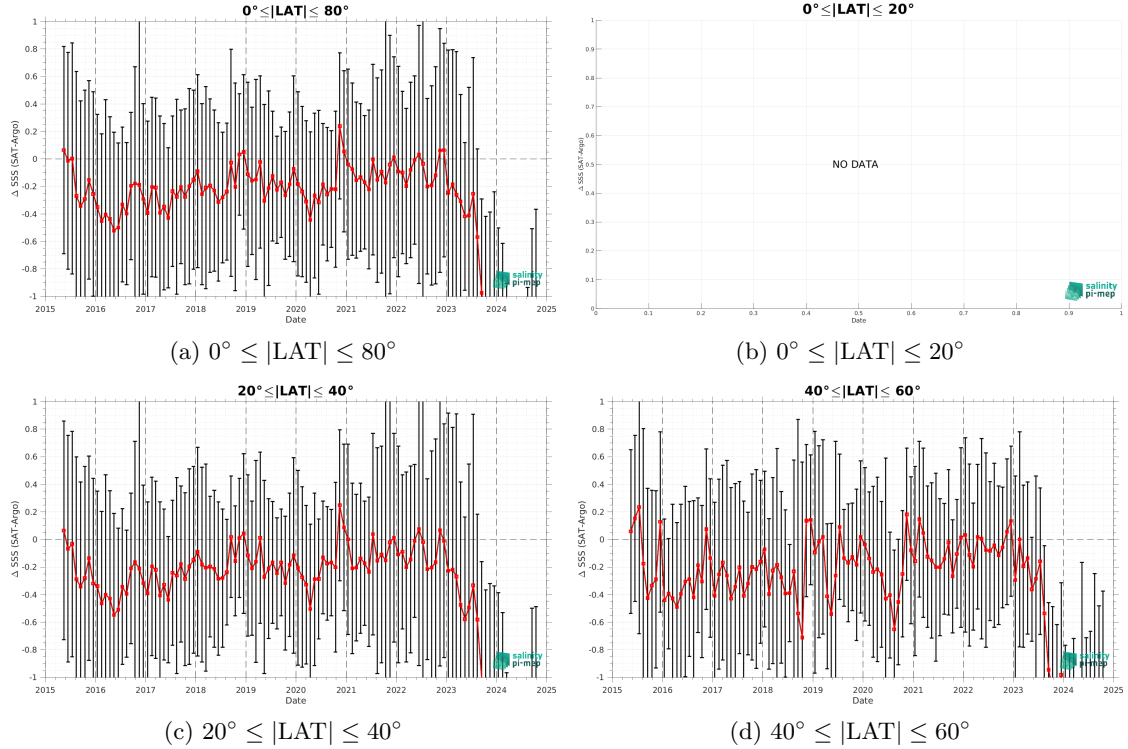 0°≤|LAT|≤ 80°
Δ SSS (SAT-Argo)
1
0.8
0.6
0.4
0.2
0
-0.2
-0.4
-0.6
-0.8
-1
2015 2016 2017 2018 2019 2020 2021 2022 2023 2024 2025
Date
salinity
pi-mep
(a) 0° ≤ |LAT| ≤ 80°
0°≤|LAT|≤ 20°
Δ SSS (SAT-Argo)
1
0.9
0.8
0.7
0.6
0.5
0.4
0.3
0.2
0.1
0
NO DATA
0 0.1 0.2 0.3 0.4 0.5 0.6 0.7 0.8 0.9 1
Date
salinity
pi-mep
(b) 0° ≤ |LAT| ≤ 20°
20°≤|LAT|≤ 40°
Δ SSS (SAT-Argo)
1
0.8
0.6
0.4
0.2
0
-0.2
-0.4
-0.6
-0.8
-1
2015 2016 2017 2018 2019 2020 2021 2022 2023 2024 2025
Date
salinity
pi-mep
(c) 20° ≤ |LAT| ≤ 40°
40°≤|LAT|≤ 60°
Δ SSS (SAT-Argo)
1
0.8
0.6
0.4
0.2
0
-0.2
-0.4
-0.6
-0.8
-1
2015 2016 2017 2018 2019 2020 2021 2022 2023 2024 2025
Date
salinity
pi-mep
(d) 40° ≤ |LAT| ≤ 60°